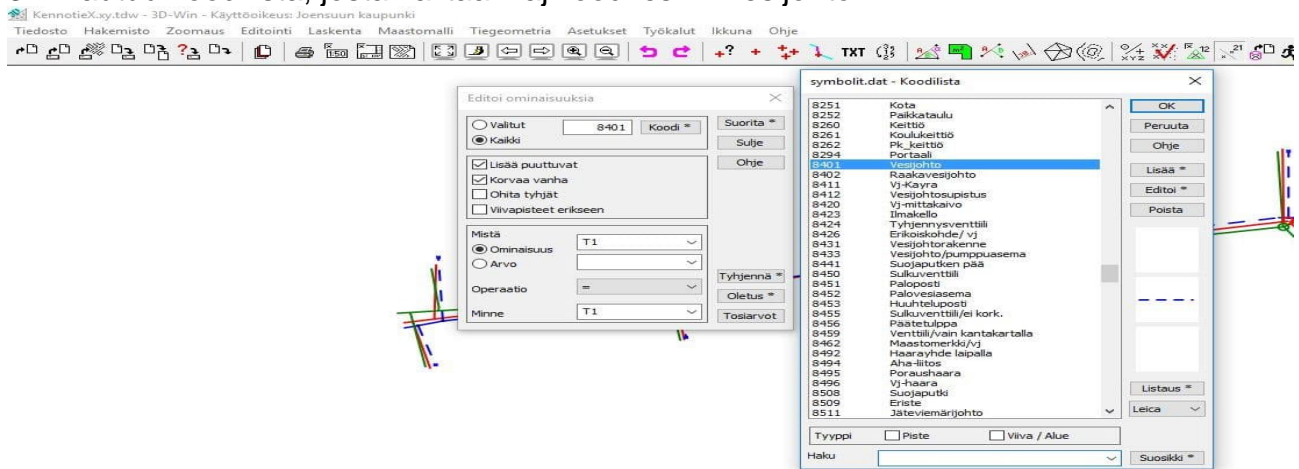 KennotieX.xy.tdw - 3D-Win - Käyttöoikeus: Joensuun kaupunki
Tiedosto Hakemisto Zoomaus Editointi Laskenta Maastomalli Tiegeometria Asetukset Työkalut Ikkuna Ohje
TXT
Editoi ominaisuuksia
Valitut
8401
Koodi *
Kaikki
Lisää puuttuvat
Korvaa vanha
Ohita tyhjät
Viivapisteet erikseen
Mistä
Ominaisuus
T1
Arvo
Operaatio
=
Minne
T1
Suorita *
Sulje
Ohje
Tyhjennä *
Oletus *
Tosiarvot
symbolit.dat - Koodilista
8251 Kota
8252 Paikkataulu
8260 Keittiö
8261 Koulukeittiö
8262 Pk_keittiö
8294 Portaali
8401 Vesijohto
8402 Raakavesijohto
8411 Vj-Kayra
8412 Vesijohtosupistus
8420 Vj-mittakaivo
8423 Ilmakello
8424 Tyhjennysventtiili
8426 Erikoiskohde/ vj
8431 Vesijohtorakenne
8433 Vesijohto/pumppuasema
8441 Suojaputken pää
8450 Sulkuventtiili
8451 Paloposti
8452 Palovesiasema
8453 Huuhteluposti
8455 Sulkuventtiili/ei kork.
8456 Päätetulppa
8459 Venttiili/vain kantakartalla
8462 Maastomerkki/vj
8492 Haarayhde laipalla
8494 Aha-liitos
8495 Poraushaara
8496 Vj-haara
8508 Suojaputki
8509 Eriste
8511 Jäteviemärijohto
OK
Peruuta
Ohje
Lisää *
Editoi *
Poista
Listaus *
Leica
Tyyppi Piste Viiva / Alue
Haku
Suosikki *